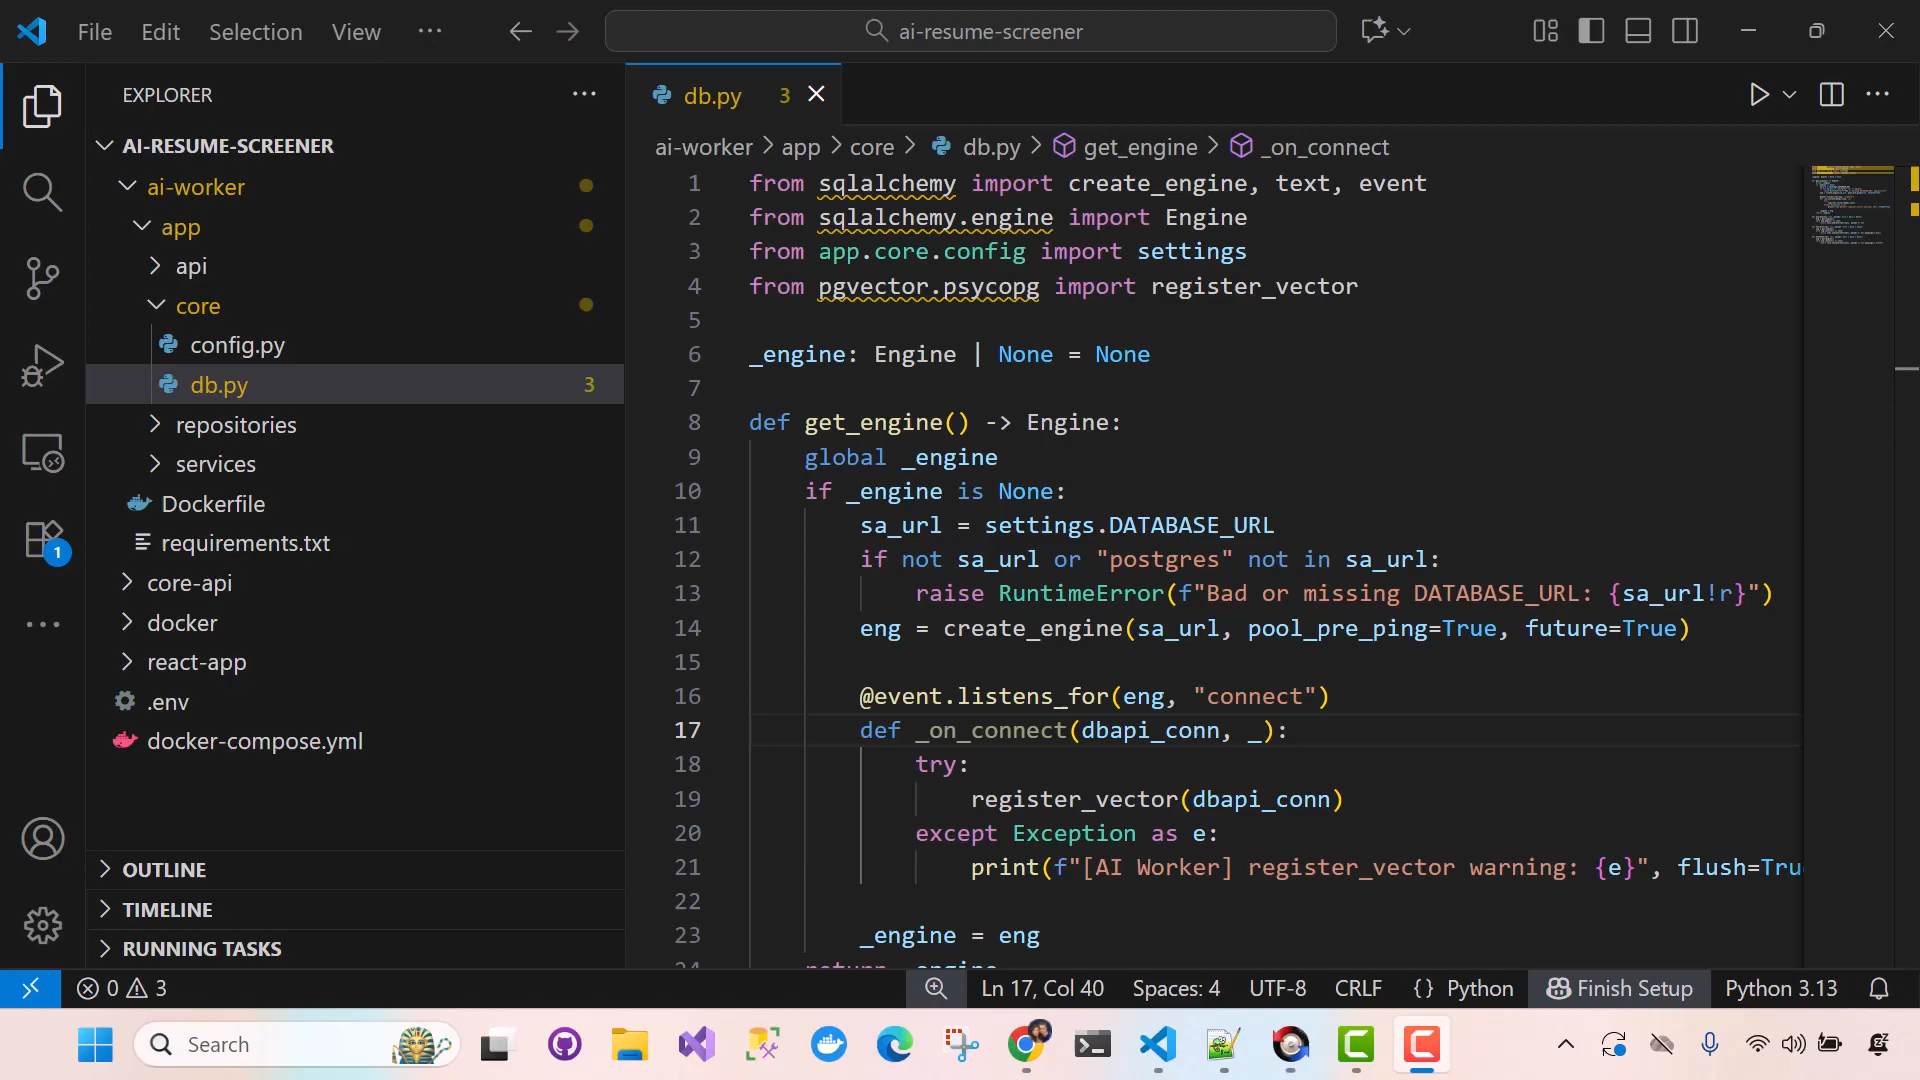 File Edit Selection View ··· ai-resume-screener
EXPLORER ···
AI-RESUME-SCREENER
ai-worker
app
api
core
config.py
db.py 3
repositories
services
Dockerfile
requirements.txt
core-api
docker
react-app
.env
docker-compose.yml
OUTLINE
TIMELINE
RUNNING TASKS
1
db.py 3
ai-worker > app > core > db.py > get_engine > _on_connect
1 from sqlalchemy import create_engine, text, event
2 from sqlalchemy.engine import Engine
3 from app.core.config import settings
4 from pgvector.psycopg import register_vector
5
6 _engine: Engine | None = None
7
8 def get_engine() -> Engine:
9 global _engine
10 if _engine is None:
11 sa_url = settings.DATABASE_URL
12 if not sa_url or "postgres" not in sa_url:
13 raise RuntimeError(f"Bad or missing DATABASE_URL: {sa_url!r}")
14 eng = create_engine(sa_url, pool_pre_ping=True, future=True)
15
16 @event.listens_for(eng, "connect")
17 def _on_connect(dbapi_conn, _):
18 try:
19 register_vector(dbapi_conn)
20 except Exception as e:
21 print(f"[AI Worker] register_vector warning: {e}", flush=Tru
22
23 _engine = eng
24 return _engine
0 3 Ln 17, Col 40 Spaces: 4 UTF-8 CRLF {} Python Finish Setup Python 3.13
Search